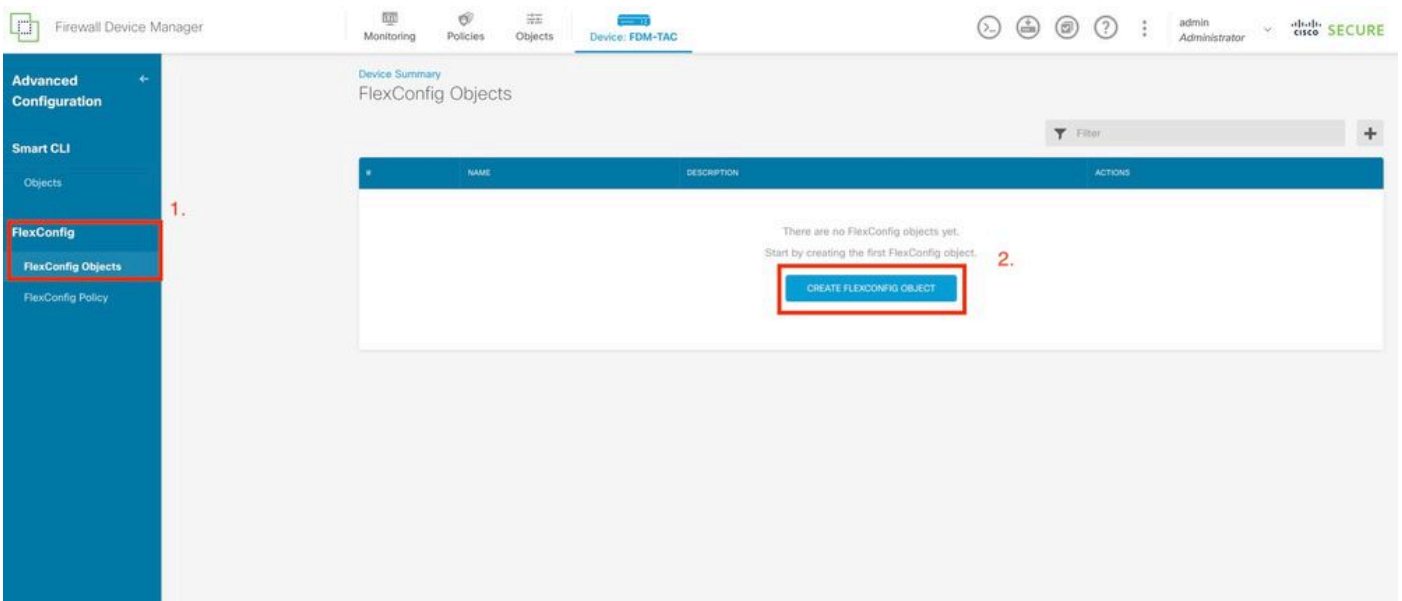 Firewall Device Manager
Monitoring
Policies
Objects
Device: FDM-TAC
admin
Administrator
cisco SECURE
Advanced
Configuration
Smart CLI
Objects
1.
FlexConfig
FlexConfig Objects
FlexConfig Policy
Device Summary
FlexConfig Objects
Filter
+
# NAME DESCRIPTION ACTIONS
There are no FlexConfig objects yet.
Start by creating the first FlexConfig object.
2.
CREATE FLEXCONFIG OBJECT